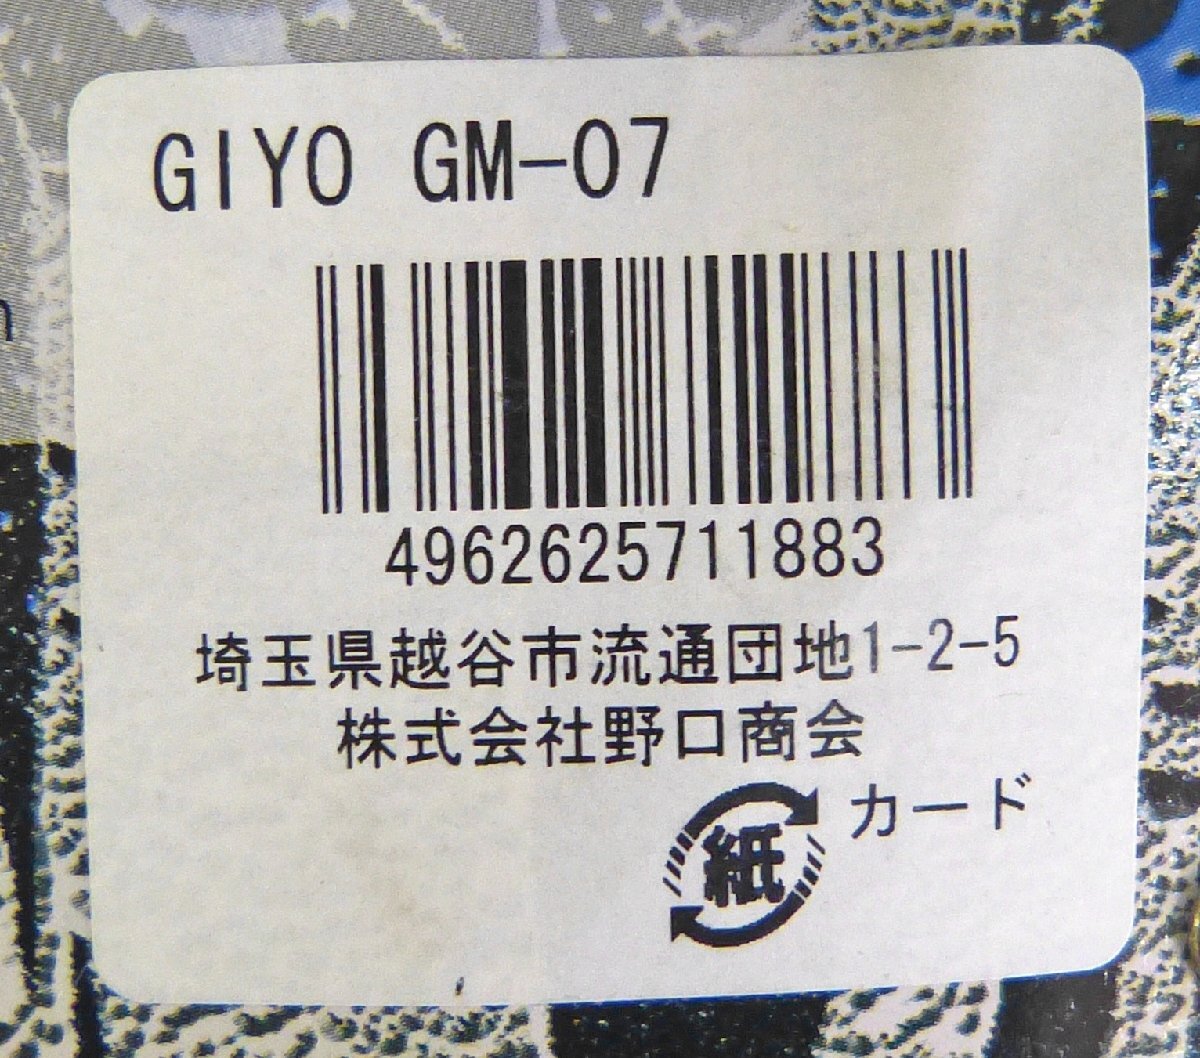 GIYO GM-07
4962625711883
埼玉県越谷市流通団地1-2-5
株式会社野口商会
紙 カード